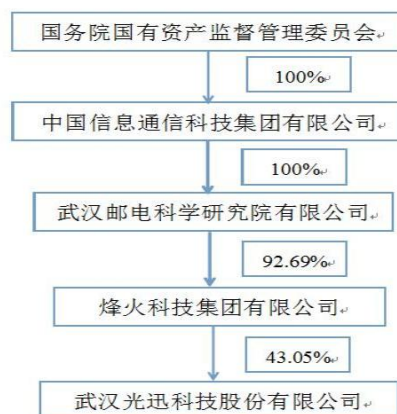 国务院国有资产监督管理委员会
100%
中国信息通信科技集团有限公司
100%
武汉邮电科学研究院有限公司
92.69%
烽火科技集团有限公司
43.05%
武汉光迅科技股份有限公司